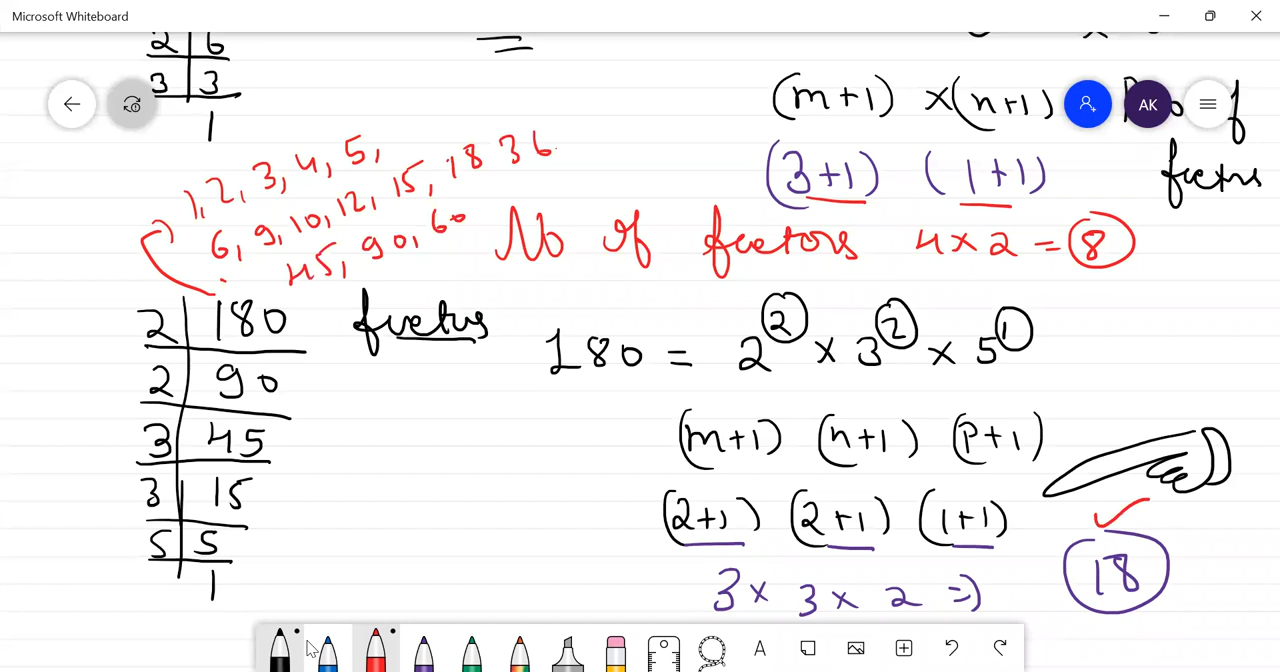 Microsoft Whiteboard
2 | 6
3 | 3
1
(m+1) ×(n+1)
AK
of
factors
(3+1) (1+1)
1, 2, 3, 4, 5,
6, 9, 10, 12, 15, 18 36
45, 90, 60
No of factors 4×2 = 8
2 | 180 factors
2 | 90
3 | 45
3 | 15
5 | 5
1
180 = 2² × 3² × 5¹
(m+1) (n+1) (p+1)
(2+1) (2+1) (1+1)
3 × 3 × 2 ⇒ 18
A